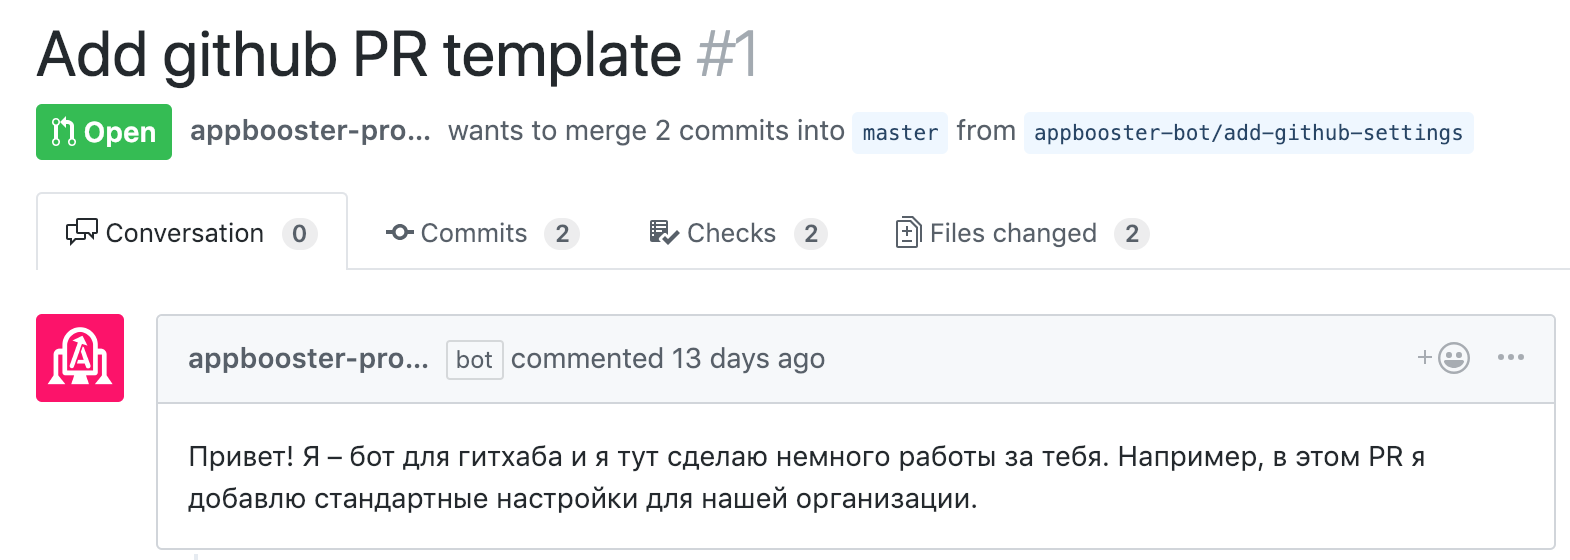 Add github PR template #1
Open appbooster-pro... wants to merge 2 commits into master from appbooster-bot/add-github-settings
Conversation 0 Commits 2 Checks 2 Files changed 2
appbooster-pro... bot commented 13 days ago
Привет! Я – бот для гитхаба и я тут сделаю немного работы за тебя. Например, в этом PR я
добавлю стандартные настройки для нашей организации.